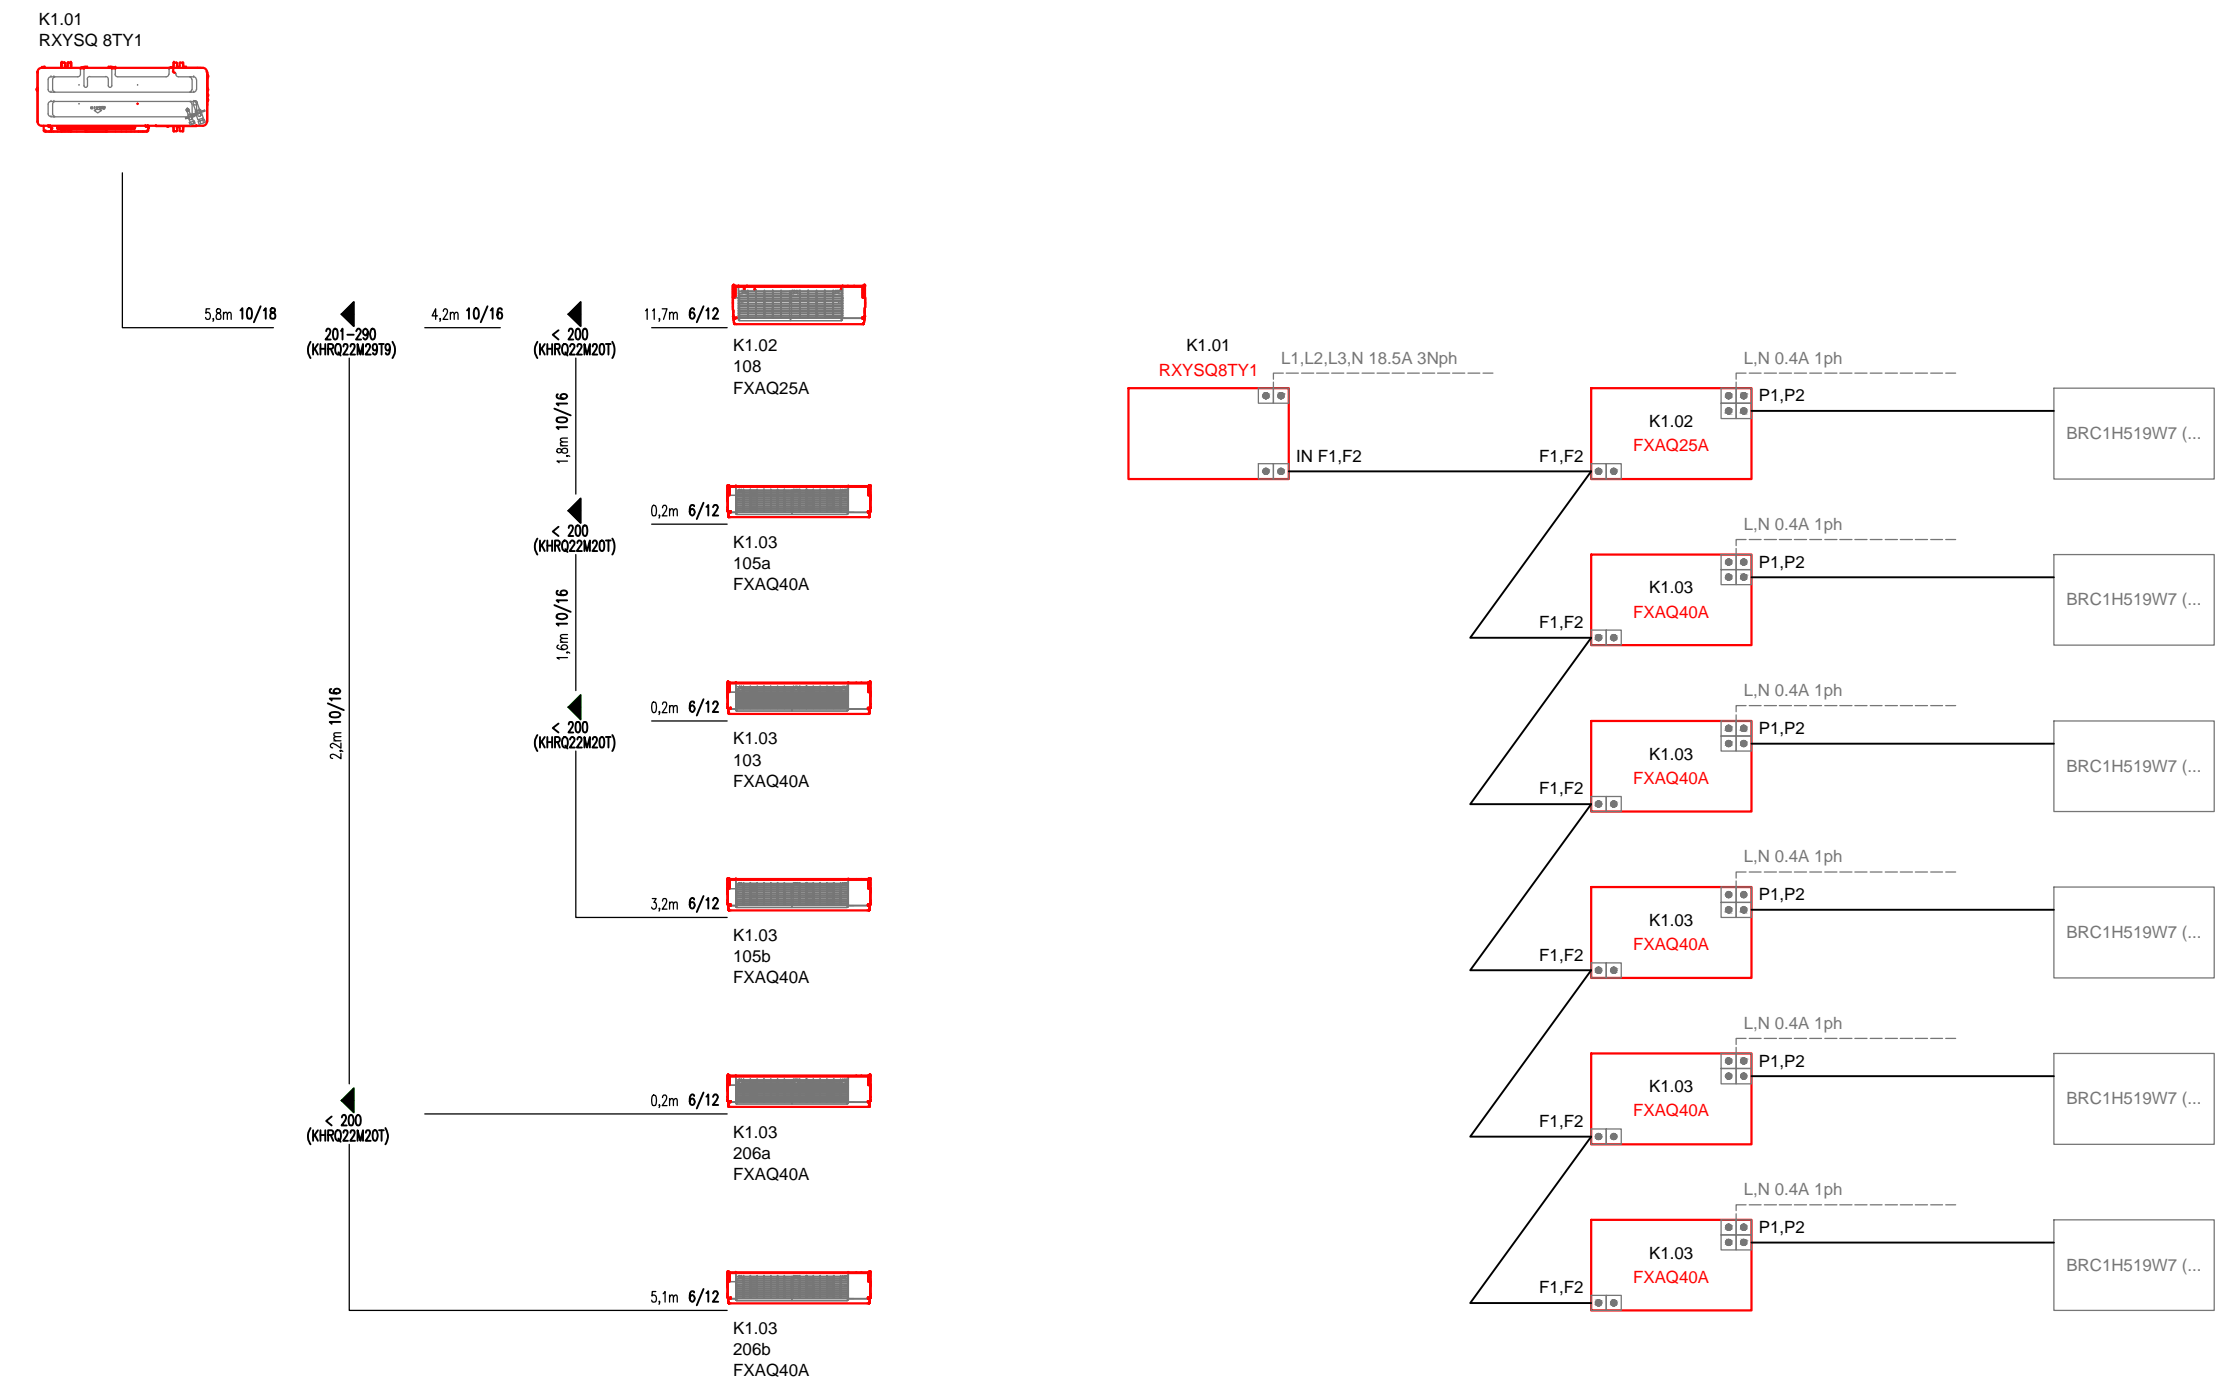 K1.01
RXYSQ 8TY1
5,8m 10/18
201-290
(KHRQ22M29T9)
4,2m 10/16
< 200
(KHRQ22M20T)
11,7m 6/12
K1.02
108
FXAQ25A
1,8m 10/16
< 200
(KHRQ22M20T)
0,2m 6/12
K1.03
105a
FXAQ40A
1,6m 10/16
< 200
(KHRQ22M20T)
0,2m 6/12
K1.03
103
FXAQ40A
2,2m 10/16
3,2m 6/12
K1.03
105b
FXAQ40A
< 200
(KHRQ22M20T)
0,2m 6/12
K1.03
206a
FXAQ40A
5,1m 6/12
K1.03
206b
FXAQ40A
K1.01
RXYSQ8TY1
L1,L2,L3,N 18.5A 3Nph
IN F1,F2
F1,F2
K1.02
FXAQ25A
L,N 0.4A 1ph
P1,P2
BRC1H519W7 (...
F1,F2
K1.03
FXAQ40A
L,N 0.4A 1ph
P1,P2
BRC1H519W7 (...
F1,F2
K1.03
FXAQ40A
L,N 0.4A 1ph
P1,P2
BRC1H519W7 (...
F1,F2
K1.03
FXAQ40A
L,N 0.4A 1ph
P1,P2
BRC1H519W7 (...
F1,F2
K1.03
FXAQ40A
L,N 0.4A 1ph
P1,P2
BRC1H519W7 (...
F1,F2
K1.03
FXAQ40A
L,N 0.4A 1ph
P1,P2
BRC1H519W7 (...